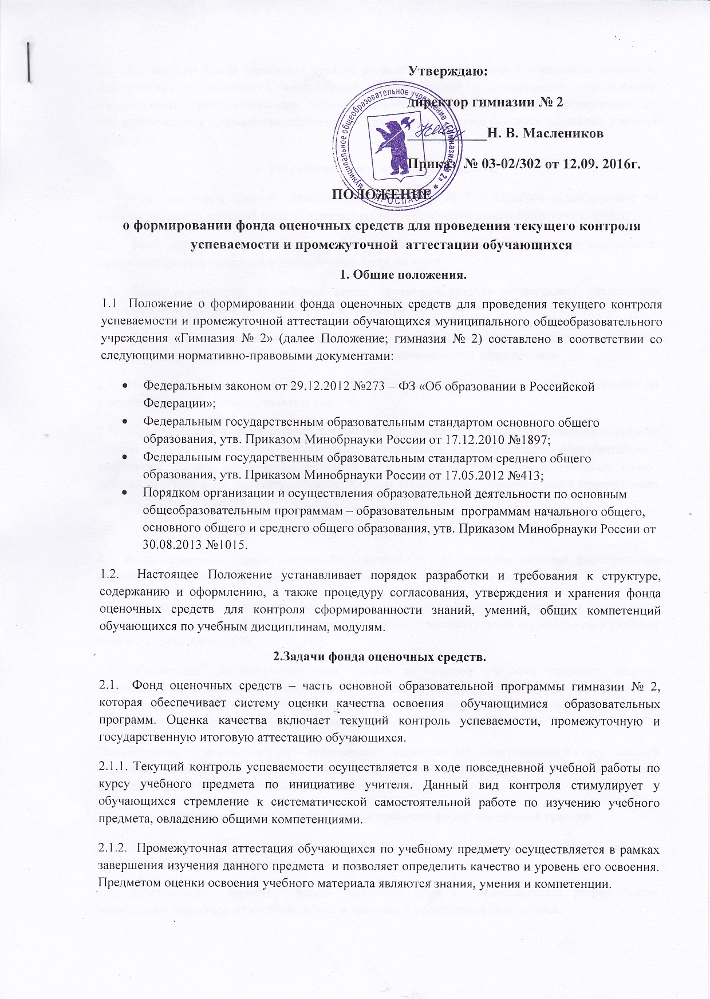 Утверждаю:
директор гимназии № 2
___________Н. В. Маслеников
Приказ № 03-02/302 от 12.09. 2016г.
муниципальное общеобразовательное учреждение «Гимназия № 2» * ЯРОСЛАВЛЬ
ПОЛОЖЕНИЕ
о формировании фонда оценочных средств для проведения текущего контроля
успеваемости и промежуточной аттестации обучающихся
1. Общие положения.
1.1 Положение о формировании фонда оценочных средств для проведения текущего контроля
успеваемости и промежуточной аттестации обучающихся муниципального общеобразовательного
учреждения «Гимназия № 2» (далее Положение; гимназия № 2) составлено в соответствии со
следующими нормативно-правовыми документами:
• Федеральным законом от 29.12.2012 №273 – ФЗ «Об образовании в Российской
Федерации»;
• Федеральным государственным образовательным стандартом основного общего
образования, утв. Приказом Минобрнауки России от 17.12.2010 №1897;
• Федеральным государственным образовательным стандартом среднего общего
образования, утв. Приказом Минобрнауки России от 17.05.2012 №413;
• Порядком организации и осуществления образовательной деятельности по основным
общеобразовательным программам – образовательным программам начального общего,
основного общего и среднего общего образования, утв. Приказом Минобрнауки России от
30.08.2013 №1015.
1.2. Настоящее Положение устанавливает порядок разработки и требования к структуре,
содержанию и оформлению, а также процедуру согласования, утверждения и хранения фонда
оценочных средств для контроля сформированности знаний, умений, общих компетенций
обучающихся по учебным дисциплинам, модулям.
2.Задачи фонда оценочных средств.
2.1. Фонд оценочных средств – часть основной образовательной программы гимназии № 2,
которая обеспечивает систему оценки качества освоения обучающимися образовательных
программ. Оценка качества включает текущий контроль успеваемости, промежуточную и
государственную итоговую аттестацию обучающихся.
2.1.1. Текущий контроль успеваемости осуществляется в ходе повседневной учебной работы по
курсу учебного предмета по инициативе учителя. Данный вид контроля стимулирует у
обучающихся стремление к систематической самостоятельной работе по изучению учебного
предмета, овладению общими компетенциями.
2.1.2. Промежуточная аттестация обучающихся по учебному предмету осуществляется в рамках
завершения изучения данного предмета и позволяет определить качество и уровень его освоения.
Предметом оценки освоения учебного материала являются знания, умения и компетенции.